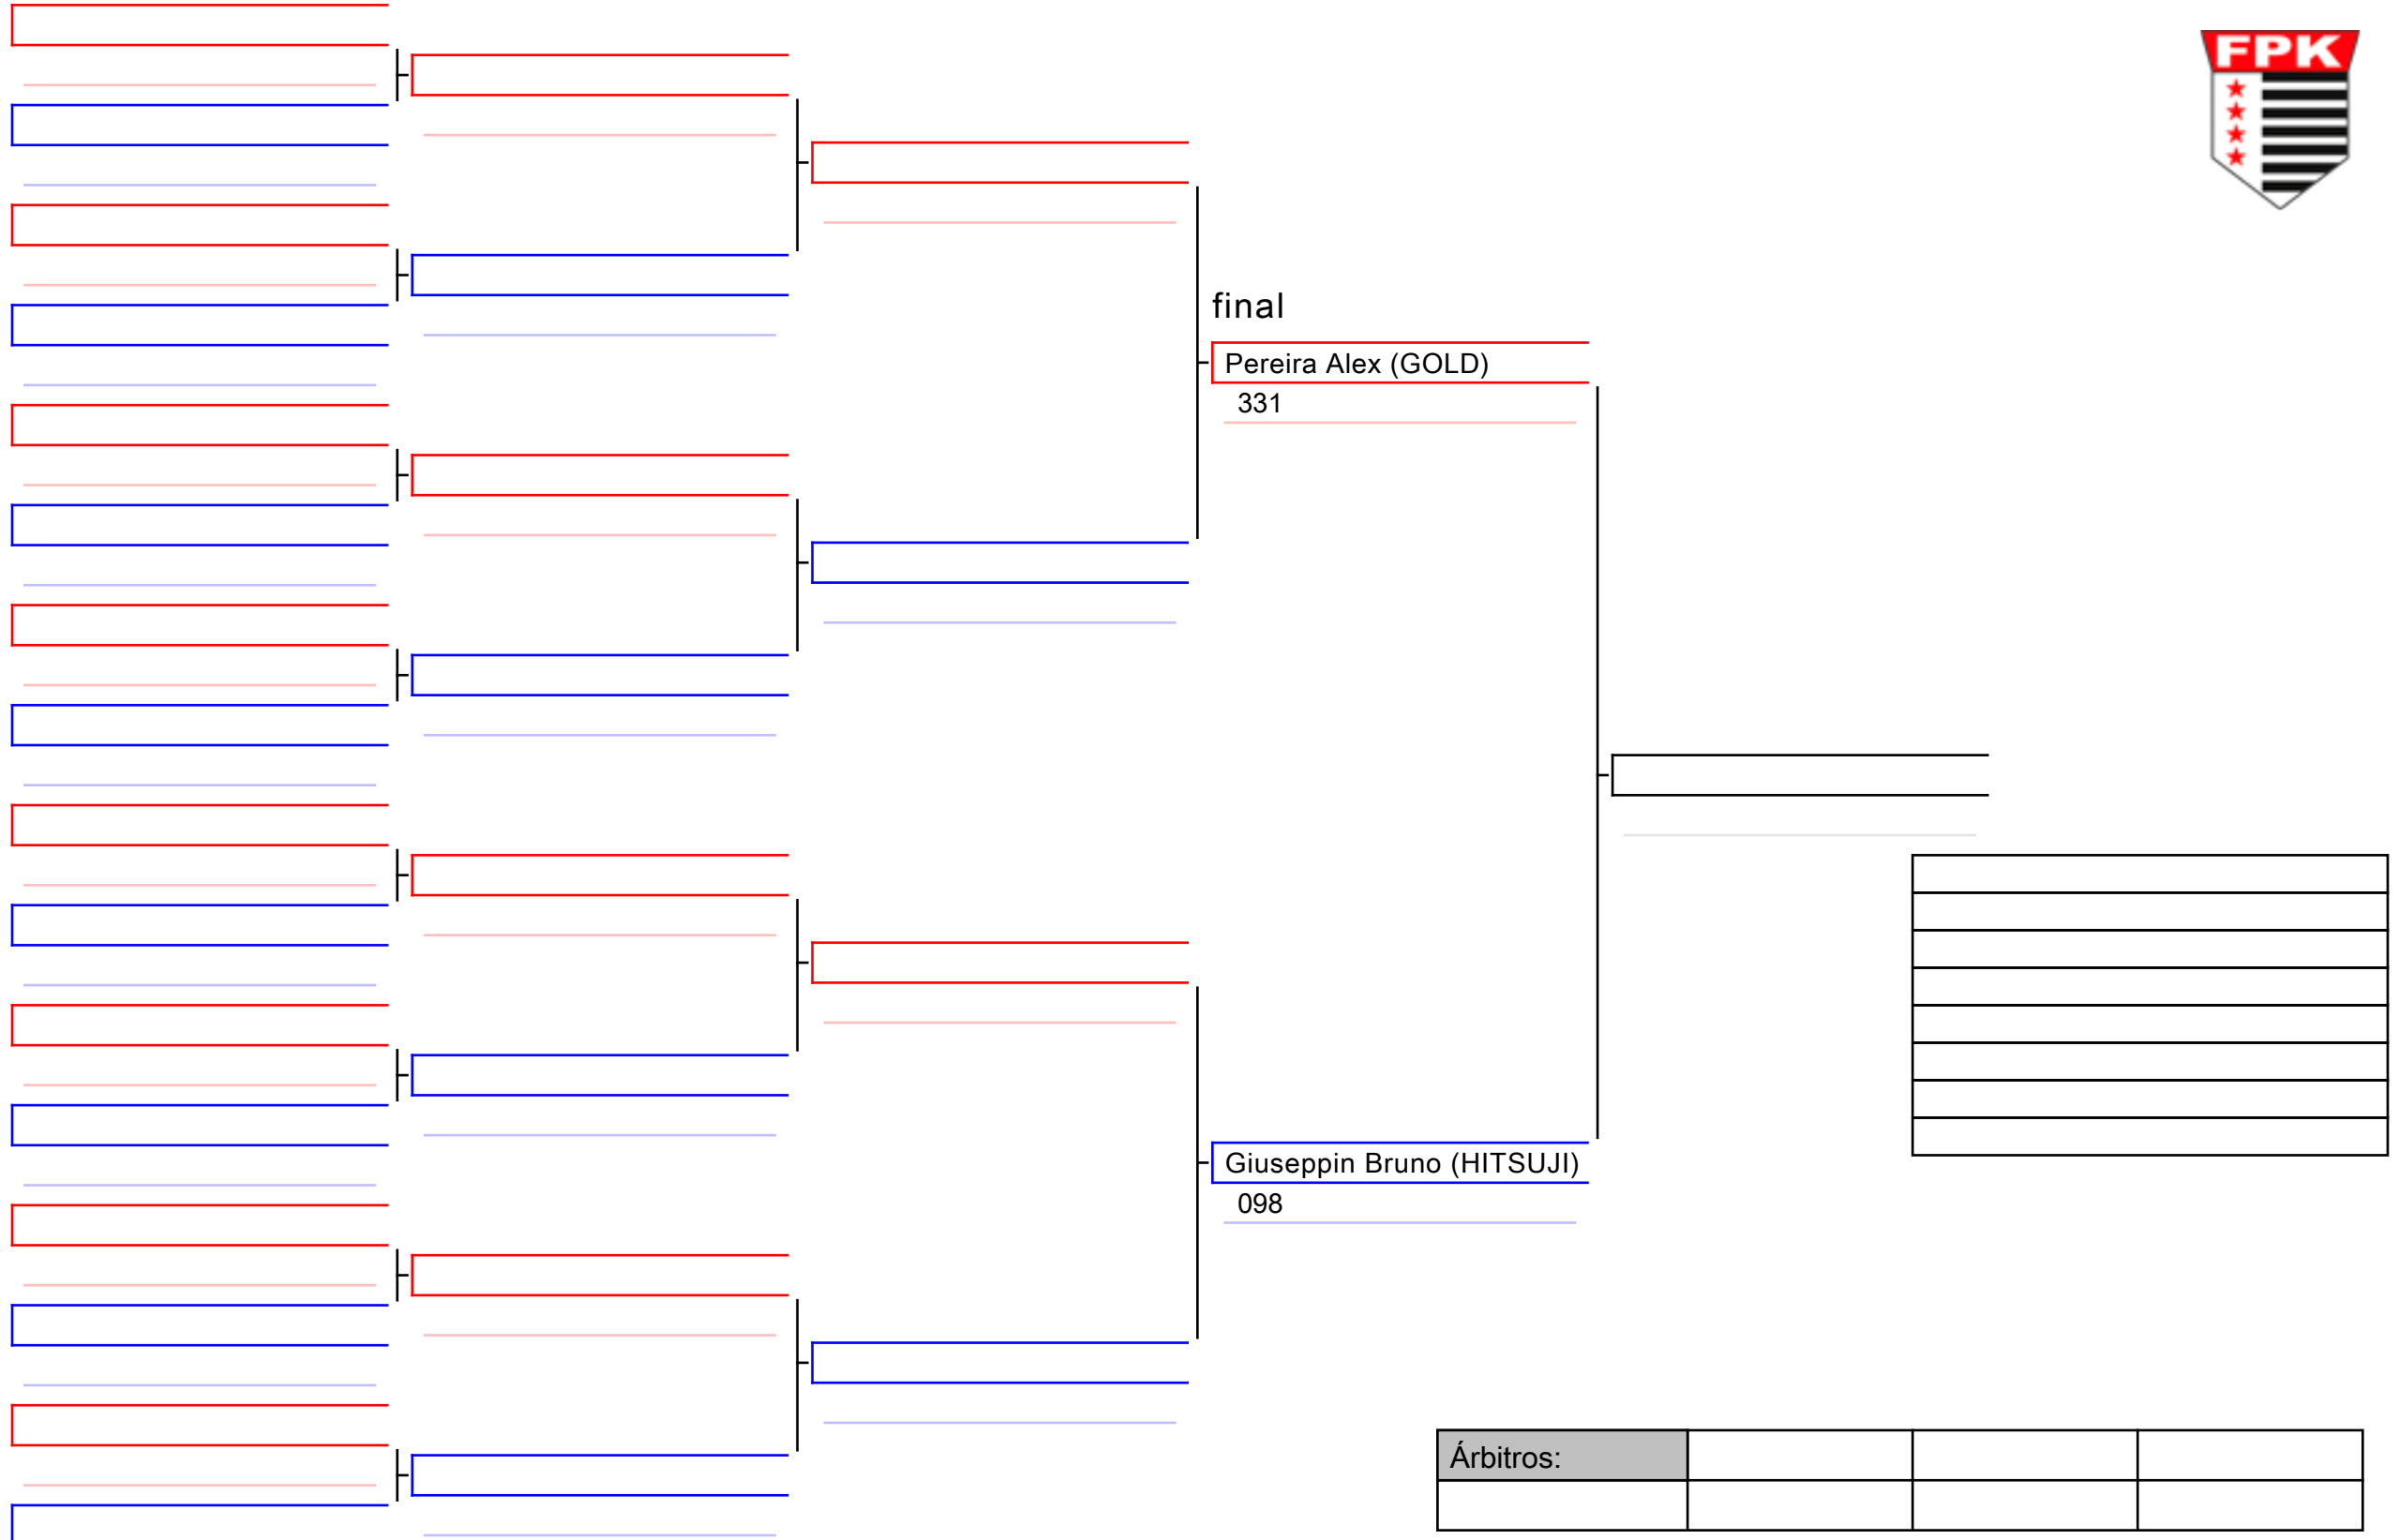 FPK
final
Pereira Alex (GOLD)
331
Giuseppin Bruno (HITSUJI)
098
Árbitros: